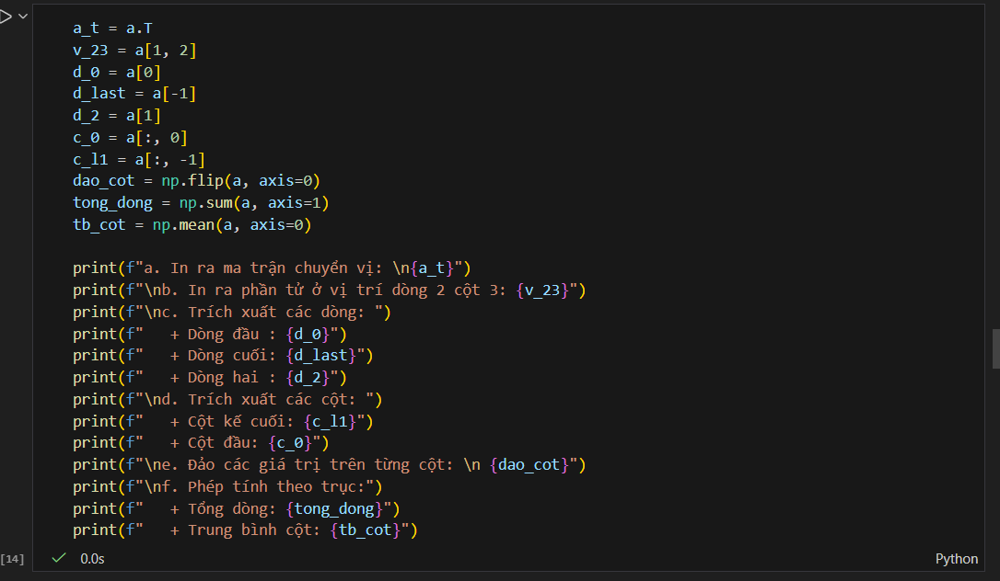 a_t = a.T
v_23 = a[1, 2]
d_0 = a[0]
d_last = a[-1]
d_2 = a[1]
c_0 = a[:, 0]
c_l1 = a[:, -1]
dao_cot = np.flip(a, axis=0)
tong_dong = np.sum(a, axis=1)
tb_cot = np.mean(a, axis=0)

print(f"a. In ra ma trận chuyển vị: \n{a_t}")
print(f"\nb. In ra phần tử ở vị trí dòng 2 cột 3: {v_23}")
print(f"\nc. Trích xuất các dòng: ")
print(f"   + Dòng đầu : {d_0}")
print(f"   + Dòng cuối: {d_last}")
print(f"   + Dòng hai : {d_2}")
print(f"\nd. Trích xuất các cột: ")
print(f"   + Cột kế cuối: {c_l1}")
print(f"   + Cột đầu: {c_0}")
print(f"\ne. Đảo các giá trị trên từng cột: \n {dao_cot}")
print(f"\nf. Phép tính theo trục:")
print(f"   + Tổng dòng: {tong_dong}")
print(f"   + Trung bình cột: {tb_cot}")
[14] 0.0s Python